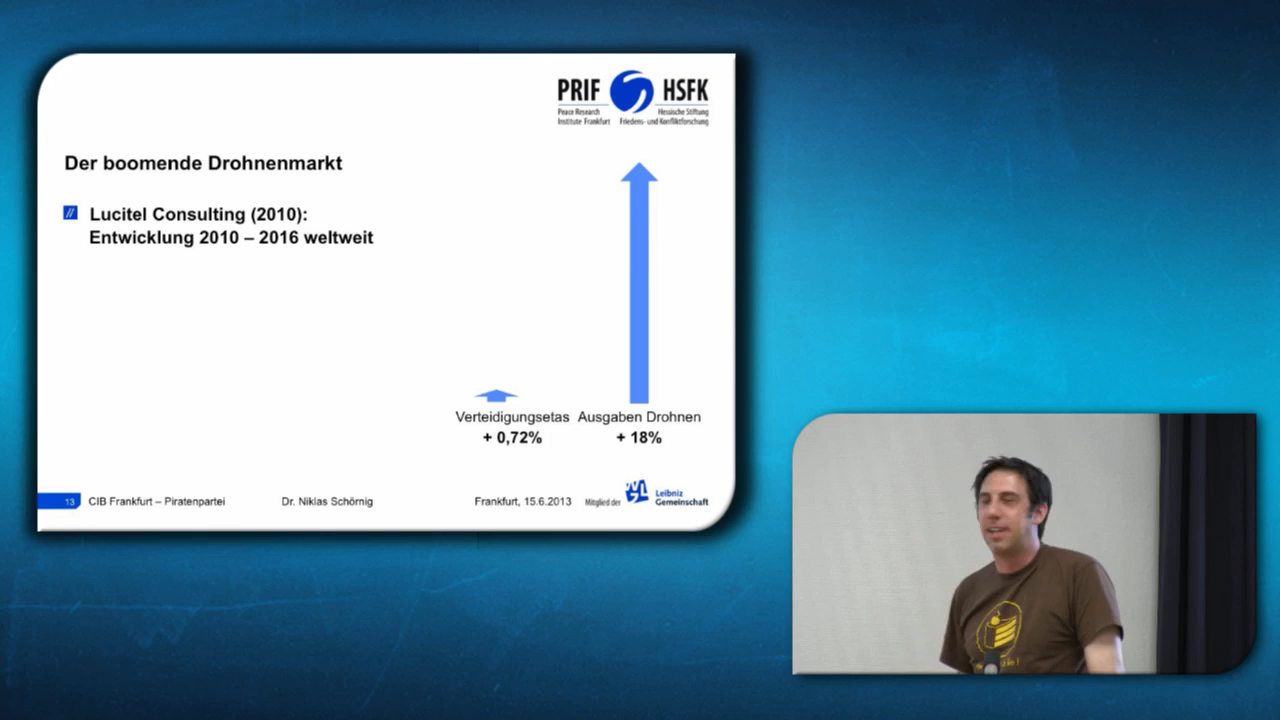 PRIF HSFK
Peace Research Hessische Stiftung
Institute Frankfurt Friedens- und Konfliktforschung
Der boomende Drohnenmarkt
// Lucitel Consulting (2010):
Entwicklung 2010 – 2016 weltweit
Verteidigungsetas Ausgaben Drohnen
+ 0,72% + 18%
13 CIB Frankfurt – Piratenpartei Dr. Niklas Schörnig Frankfurt, 15.6.2013 Mitglied der Leibniz
Gemeinschaft